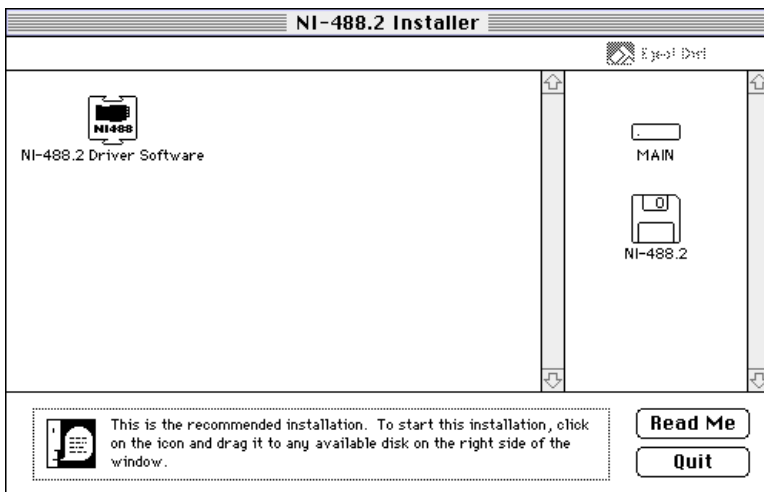 NI-488.2 Installer
Eject Disk
NI488
NI-488.2 Driver Software
MAIN
NI-488.2
This is the recommended installation. To start this installation, click
on the icon and drag it to any available disk on the right side of the
window.
Read Me
Quit